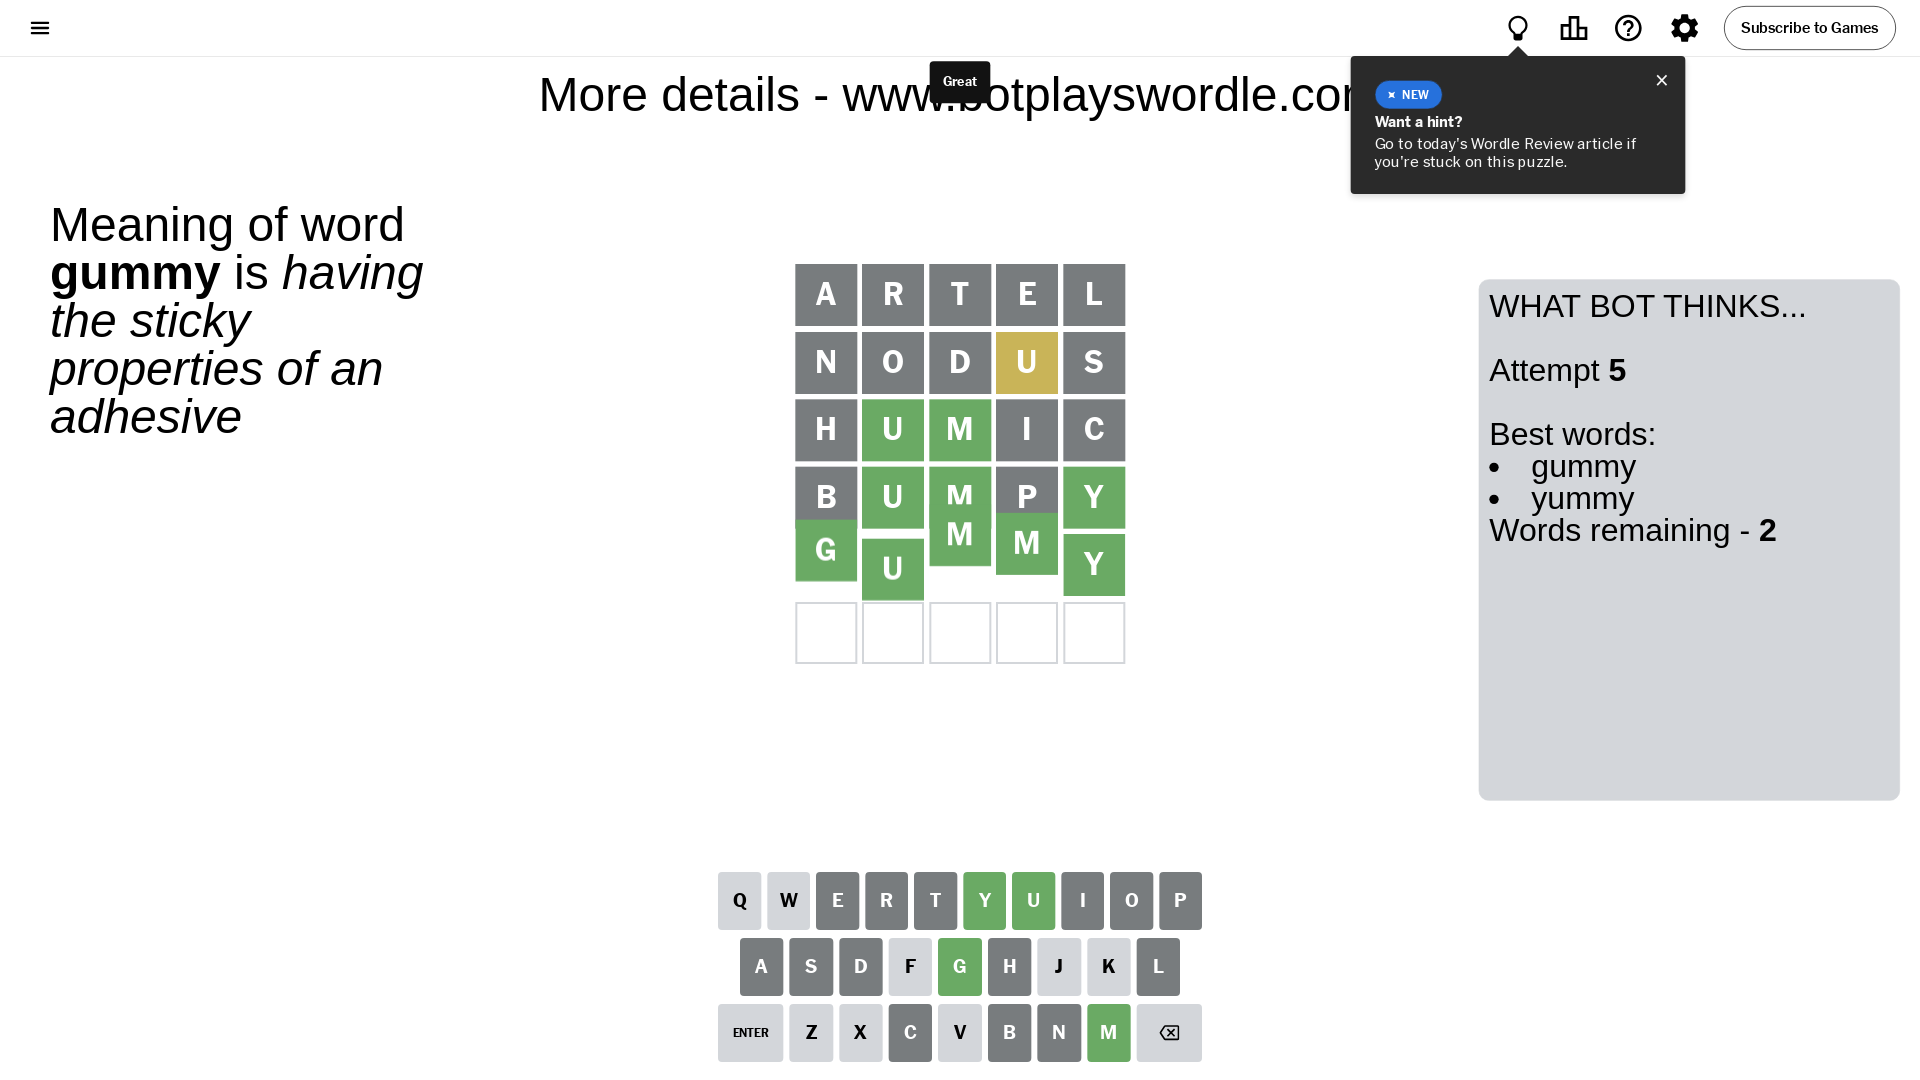 Subscribe to Games
More details - www.botplayswordle.com
Great
NEW
Want a hint?
Go to today's Wordle Review article if
you're stuck on this puzzle.
Meaning of word
gummy is having
the sticky
properties of an
adhesive
A R T E L
N O D U S
H U M I C
B U M P Y
G U M M Y
WHAT BOT THINKS...
Attempt 5
Best words:
• gummy
• yummy
Words remaining - 2
Q W E R T Y U I O P
A S D F G H J K L
ENTER Z X C V B N M